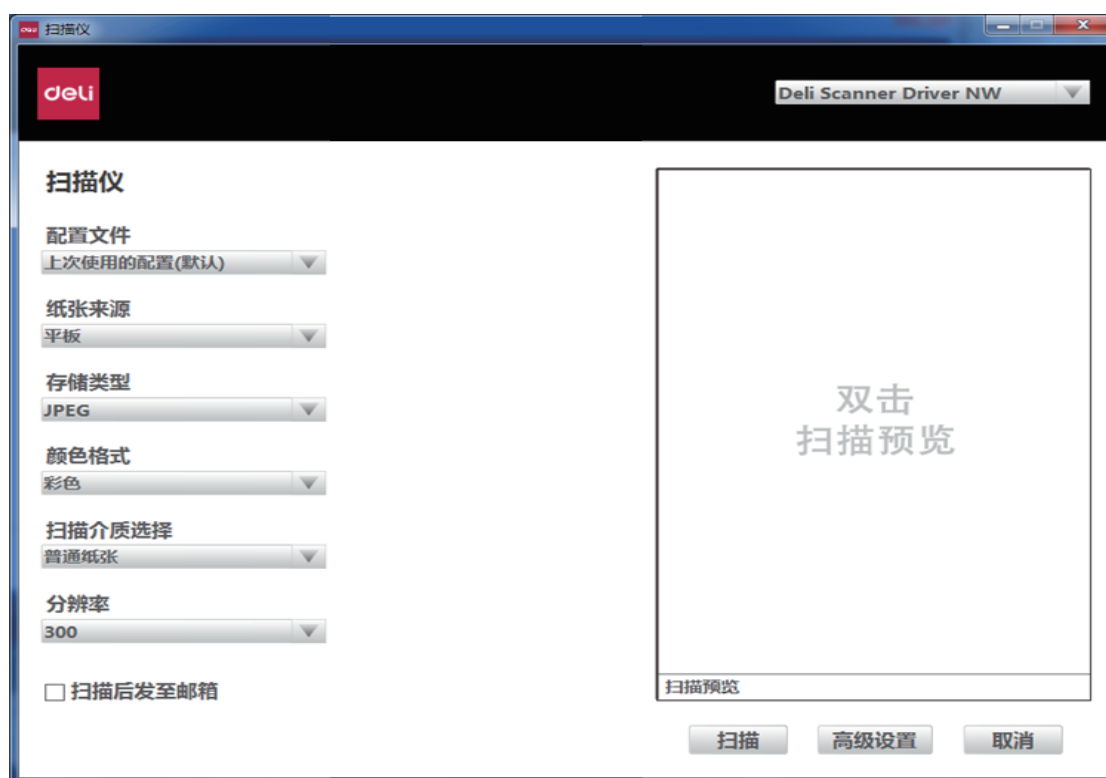 deli 扫描仪
deli
Deli Scanner Driver NW
扫描仪
配置文件
上次使用的配置(默认)
纸张来源
平板
存储类型
JPEG
颜色格式
彩色
扫描介质选择
普通纸张
分辨率
300
扫描后发至邮箱
双击
扫描预览
扫描预览
扫描 高级设置 取消